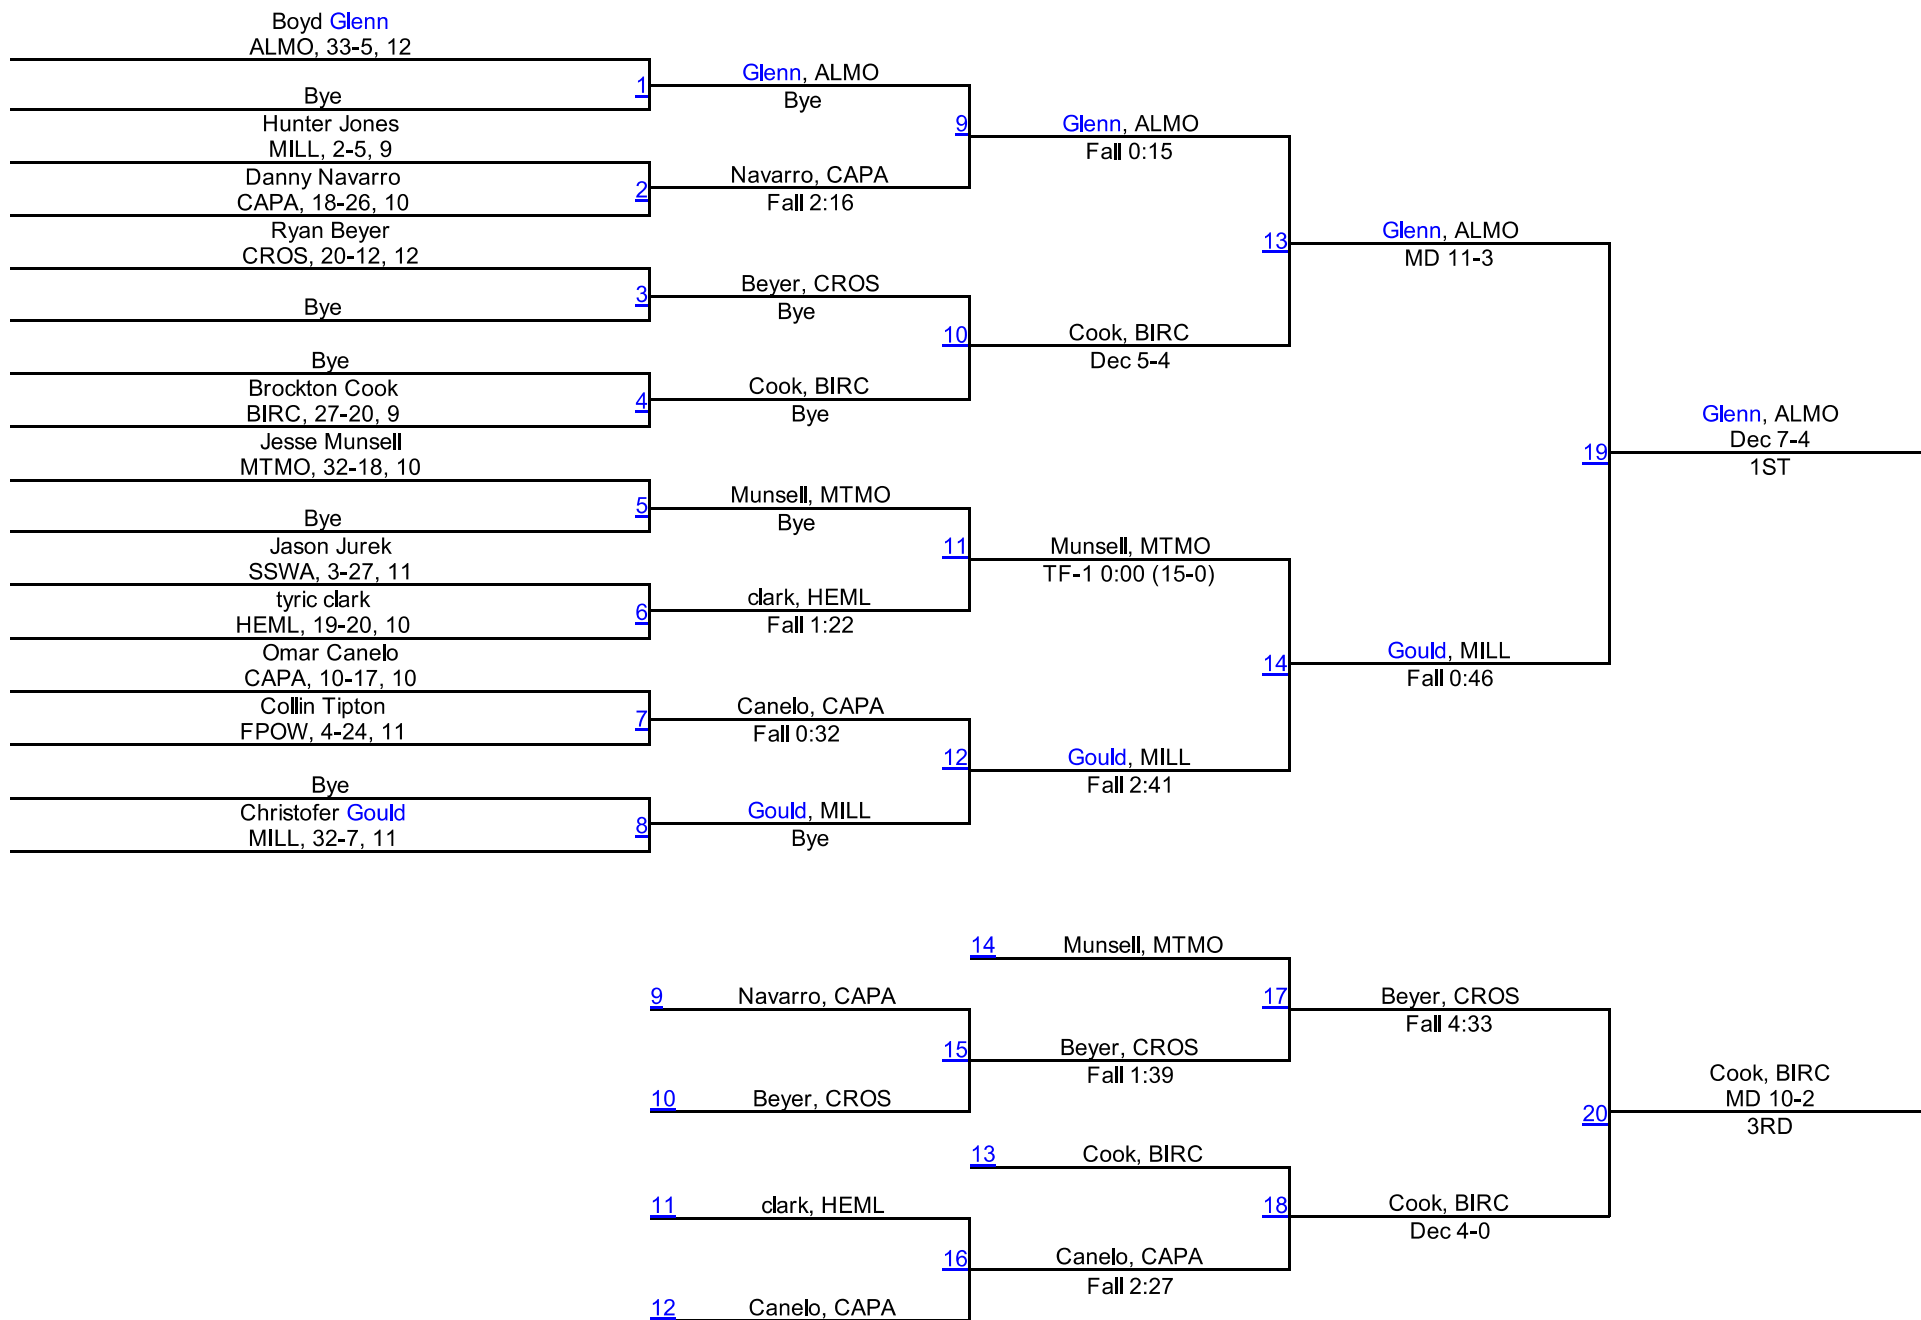 Boyd Glenn
ALMO, 33-5, 12
1
Bye
Glenn, ALMO
Bye
Hunter Jones
MILL, 2-5, 9
9
Glenn, ALMO
Fall 0:15
Danny Navarro
CAPA, 18-26, 10
2
Navarro, CAPA
Fall 2:16
Ryan Beyer
CROS, 20-12, 12
13
Glenn, ALMO
MD 11-3
3
Bye
Beyer, CROS
Bye
10
Cook, BIRC
Dec 5-4
Bye
Brockton Cook
BIRC, 27-20, 9
4
Cook, BIRC
Bye
Glenn, ALMO
Dec 7-4
1ST
19
Jesse Munsell
MTMO, 32-18, 10
5
Bye
Munsell, MTMO
Bye
Jason Jurek
SSWA, 3-27, 11
11
Munsell, MTMO
TF-1 0:00 (15-0)
tyric clark
HEML, 19-20, 10
6
clark, HEML
Fall 1:22
Omar Canelo
CAPA, 10-17, 10
14
Gould, MILL
Fall 0:46
Collin Tipton
FPOW, 4-24, 11
7
Canelo, CAPA
Fall 0:32
12
Gould, MILL
Fall 2:41
Bye
Christofer Gould
MILL, 32-7, 11
8
Gould, MILL
Bye
14
Munsell, MTMO
9
Navarro, CAPA
17
Beyer, CROS
Fall 4:33
15
Beyer, CROS
Fall 1:39
10
Beyer, CROS
20
Cook, BIRC
MD 10-2
3RD
13
Cook, BIRC
11
clark, HEML
18
Cook, BIRC
Dec 4-0
16
Canelo, CAPA
Fall 2:27
12
Canelo, CAPA